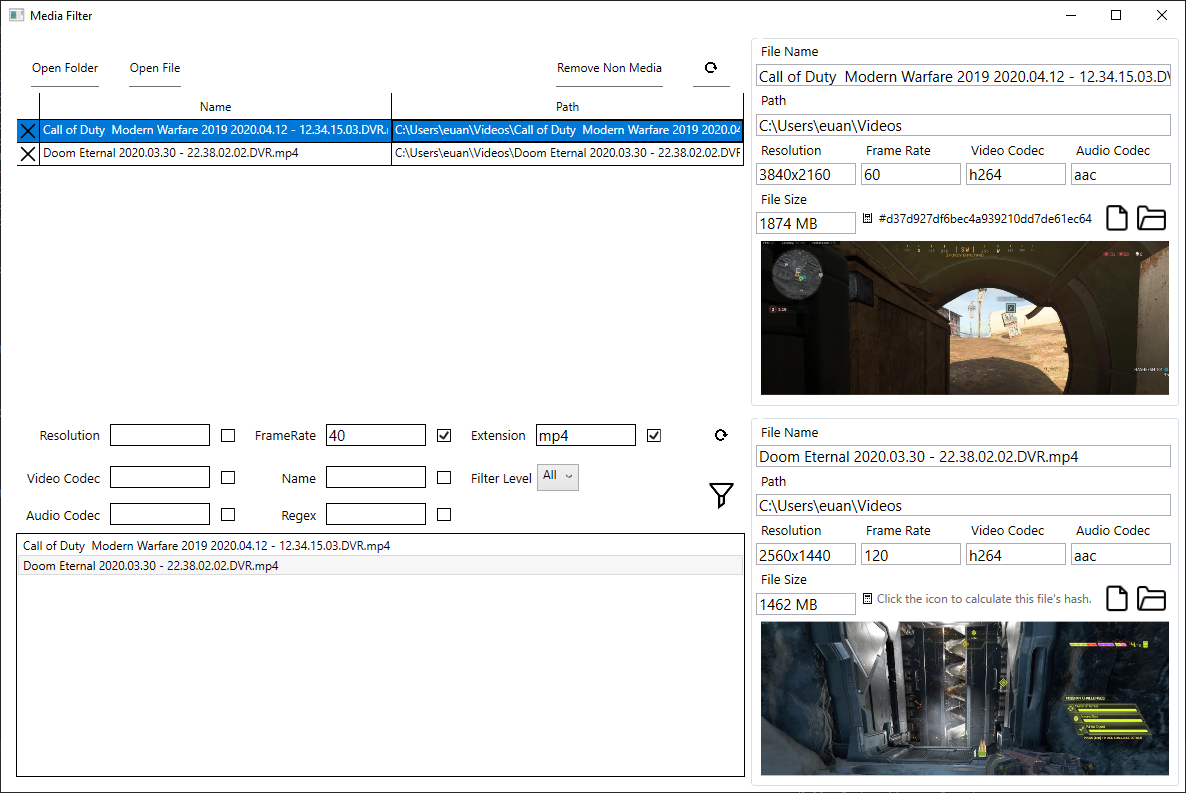 Media Filter
Open Folder Open File Remove Non Media
Name Path
Call of Duty  Modern Warfare 2019 2020.04.12 - 12.34.15.03.DVR. C:\Users\euan\Videos\Call of Duty  Modern Warfare 2019 2020.04
Doom Eternal 2020.03.30 - 22.38.02.02.DVR.mp4 C:\Users\euan\Videos\Doom Eternal 2020.03.30 - 22.38.02.02.DVR
File Name
Call of Duty  Modern Warfare 2019 2020.04.12 - 12.34.15.03.DV
Path
C:\Users\euan\Videos
Resolution Frame Rate Video Codec Audio Codec
3840x2160 60 h264 aac
File Size
1874 MB #d37d927df6bec4a939210dd7de61ec64
SW
Resolution FrameRate 40 Extension mp4
Video Codec Name Filter Level All
Audio Codec Regex
Call of Duty  Modern Warfare 2019 2020.04.12 - 12.34.15.03.DVR.mp4
Doom Eternal 2020.03.30 - 22.38.02.02.DVR.mp4
File Name
Doom Eternal 2020.03.30 - 22.38.02.02.DVR.mp4
Path
C:\Users\euan\Videos
Resolution Frame Rate Video Codec Audio Codec
2560x1440 120 h264 aac
File Size
1462 MB Click the icon to calculate this file's hash.
MISSION CHALLENGES